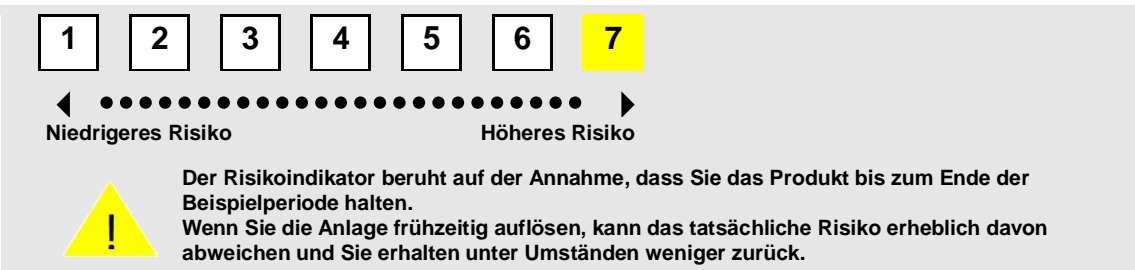 1 2 3 4 5 6 7
Niedrigeres Risiko Höheres Risiko
!
Der Risikoindikator beruht auf der Annahme, dass Sie das Produkt bis zum Ende der
Beispielperiode halten.
Wenn Sie die Anlage frühzeitig auflösen, kann das tatsächliche Risiko erheblich davon
abweichen und Sie erhalten unter Umständen weniger zurück.